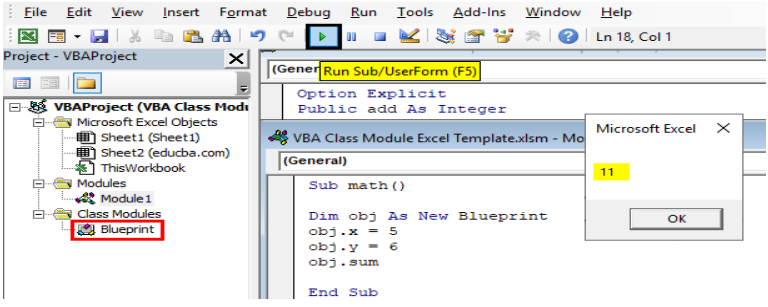 File Edit View Insert Format Debug Run Tools Add-Ins Window Help
Ln 18, Col 1
Project - VBAProject
(Gener
Run Sub/UserForm (F5)
VBAProject (VBA Class Modu
Microsoft Excel Objects
Sheet1 (Sheet1)
Sheet2 (educba.com)
ThisWorkbook
Modules
Module1
Class Modules
Blueprint
Option Explicit
Public add As Integer
VBA Class Module Excel Template.xlsm - Mo
(General)
Sub math()
Dim obj As New Blueprint
obj.x = 5
obj.y = 6
obj.sum
End Sub
Microsoft Excel
11
OK